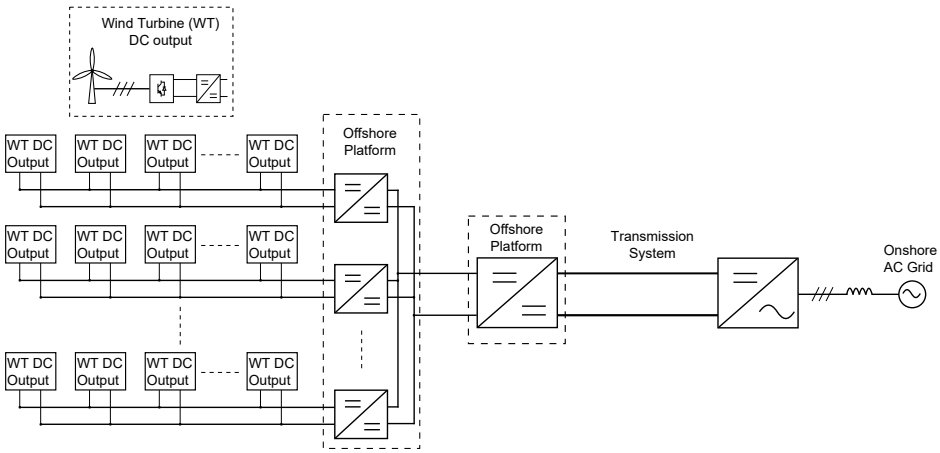 Wind Turbine (WT)
DC output
WT DC
Output
WT DC
Output
WT DC
Output
WT DC
Output
Offshore
Platform
WT DC
Output
WT DC
Output
WT DC
Output
WT DC
Output
Offshore
Platform
Transmission
System
Onshore
AC Grid
WT DC
Output
WT DC
Output
WT DC
Output
WT DC
Output